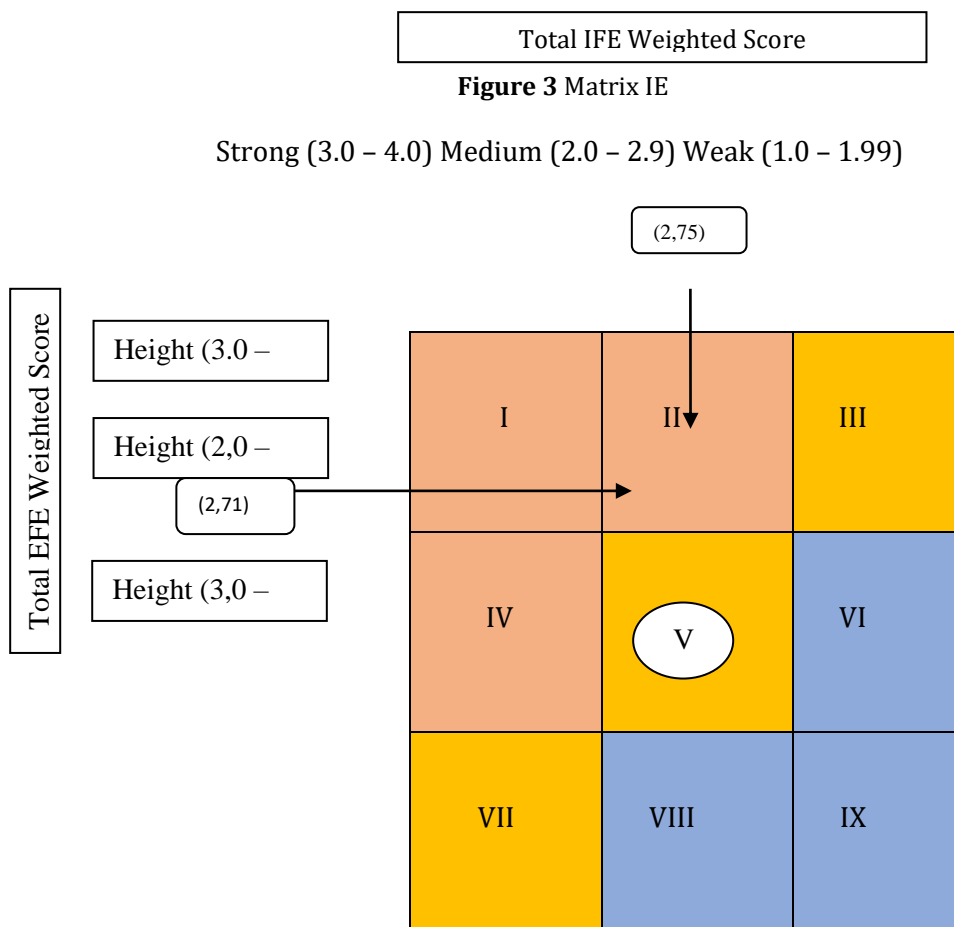 Total IFE Weighted Score
Figure 3 Matrix IE
Strong (3.0 – 4.0) Medium (2.0 – 2.9) Weak (1.0 – 1.99)
(2,75)
Total EFE Weighted Score
Height (3.0 –
Height (2,0 –
(2,71)
Height (3,0 –
I
II
III
IV
V
VI
VII
VIII
IX